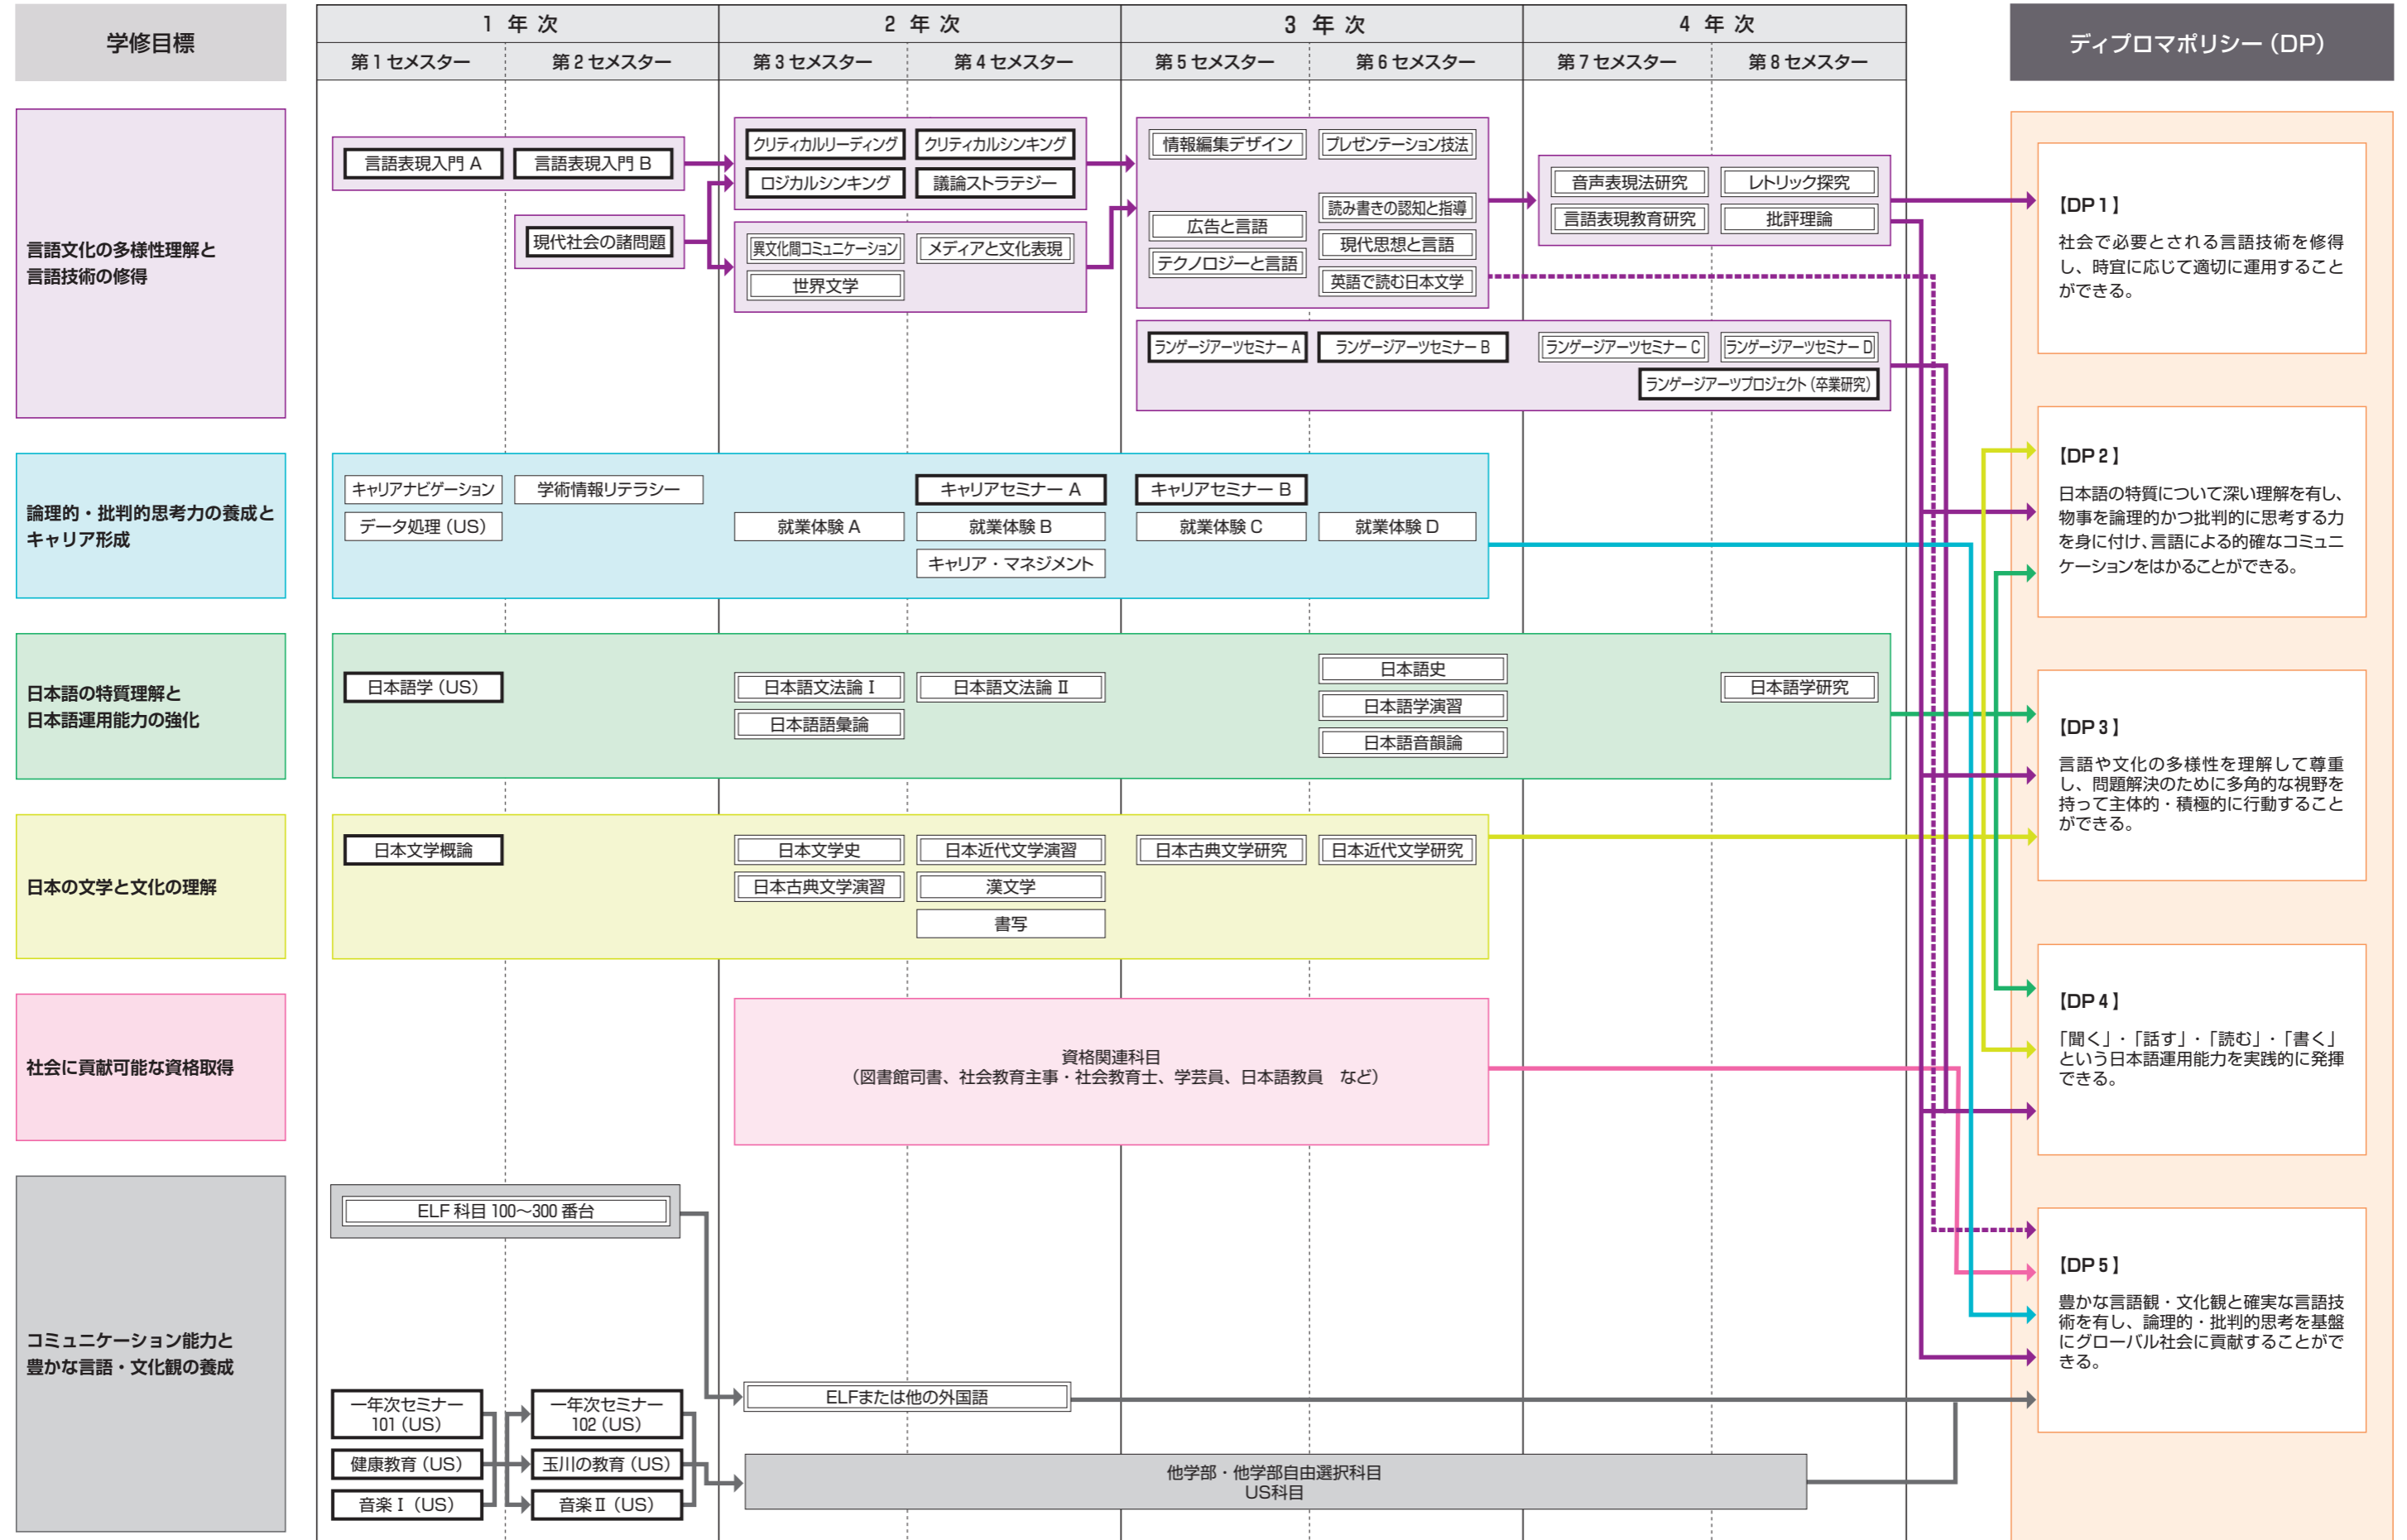 学修目標
1 年 次
2 年 次
3 年 次
4 年 次
ディプロマポリシー（DP）
第1セメスター
第2セメスター
第3セメスター
第4セメスター
第5セメスター
第6セメスター
第7セメスター
第8セメスター
言語文化の多様性理解と
言語技術の修得
言語表現入門 A
言語表現入門 B
現代社会の諸問題
クリティカルリーディング
クリティカルシンキング
ロジカルシンキング
議論ストラテジー
異文化間コミュニケーション
メディアと文化表現
世界文学
情報編集デザイン
プレゼンテーション技法
読み書きの認知と指導
広告と言語
現代思想と言語
テクノロジーと言語
英語で読む日本文学
音声表現法研究
レトリック探究
言語表現教育研究
批評理論
ランゲージアーツセミナー A
ランゲージアーツセミナー B
ランゲージアーツセミナー C
ランゲージアーツセミナー D
ランゲージアーツプロジェクト（卒業研究）
論理的・批判的思考力の養成と
キャリア形成
キャリアナビゲーション
学術情報リテラシー
キャリアセミナー A
キャリアセミナー B
データ処理（US）
就業体験 A
就業体験 B
就業体験 C
就業体験 D
キャリア・マネジメント
日本語の特質理解と
日本語運用能力の強化
日本語学（US）
日本語文法論 Ⅰ
日本語文法論 Ⅱ
日本語語彙論
日本語史
日本語学演習
日本語音韻論
日本語学研究
日本の文学と文化の理解
日本文学概論
日本文学史
日本近代文学演習
日本古典文学研究
日本近代文学研究
日本古典文学演習
漢文学
書写
社会に貢献可能な資格取得
資格関連科目
（図書館司書、社会教育主事・社会教育士、学芸員、日本語教員　など）
コミュニケーション能力と
豊かな言語・文化観の養成
ELF 科目 100〜300 番台
ELFまたは他の外国語
一年次セミナー
101（US）
一年次セミナー
102（US）
健康教育（US）
玉川の教育（US）
音楽Ⅰ（US）
音楽Ⅱ（US）
他学部・他学部自由選択科目
US科目
【DP1】
社会で必要とされる言語技術を修得
し、時宜に応じて適切に運用すること
ができる。
【DP2】
日本語の特質について深い理解を有し、
物事を論理的かつ批判的に思考する力
を身に付け、言語による的確なコミュニ
ケーションをはかることができる。
【DP3】
言語や文化の多様性を理解して尊重
し、問題解決のために多角的な視野を
持って主体的・積極的に行動すること
ができる。
【DP4】
「聞く」・「話す」・「読む」・「書く」
という日本語運用能力を実践的に発揮
できる。
【DP5】
豊かな言語観・文化観と確実な言語技
術を有し、論理的・批判的思考を基盤
にグローバル社会に貢献することがで
きる。